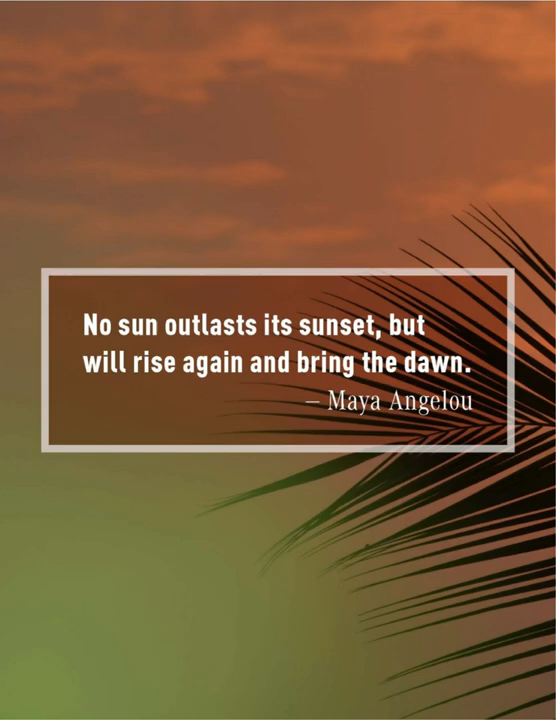 No sun outlasts its sunset, but
will rise again and bring the dawn.
– Maya Angelou